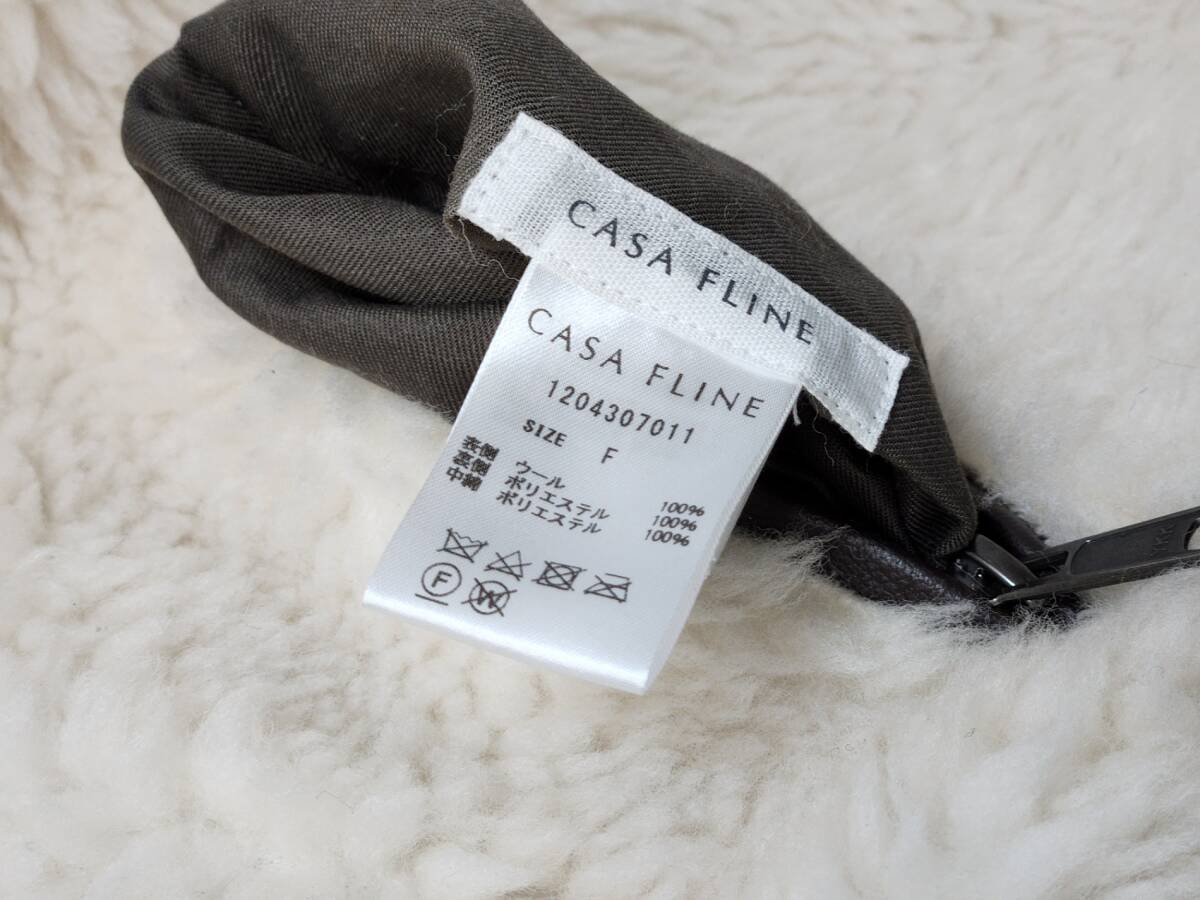 CASA FLINE
CASA FLINE
1204307011
SIZE F
表側 ウール 100%
裏側 ポリエステル 100%
中綿 ポリエステル 100%
F W
YKK